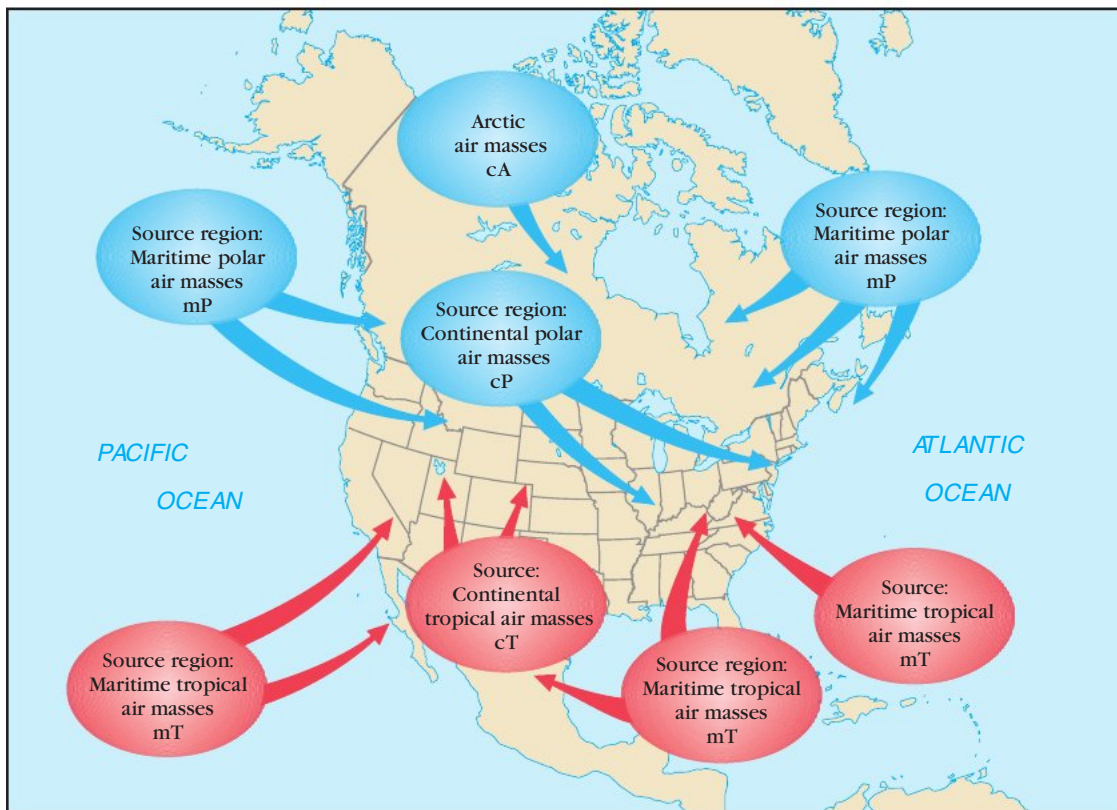 Arctic
air masses
cA
Source region:
Maritime polar
air masses
mP
Source region:
Maritime polar
air masses
mP
Source region:
Continental polar
air masses
cP
PACIFIC
OCEAN
ATLANTIC
OCEAN
Source:
Continental
tropical air masses
cT
Source:
Maritime tropical
air masses
mT
Source region:
Maritime tropical
air masses
mT
Source region:
Maritime tropical
air masses
mT